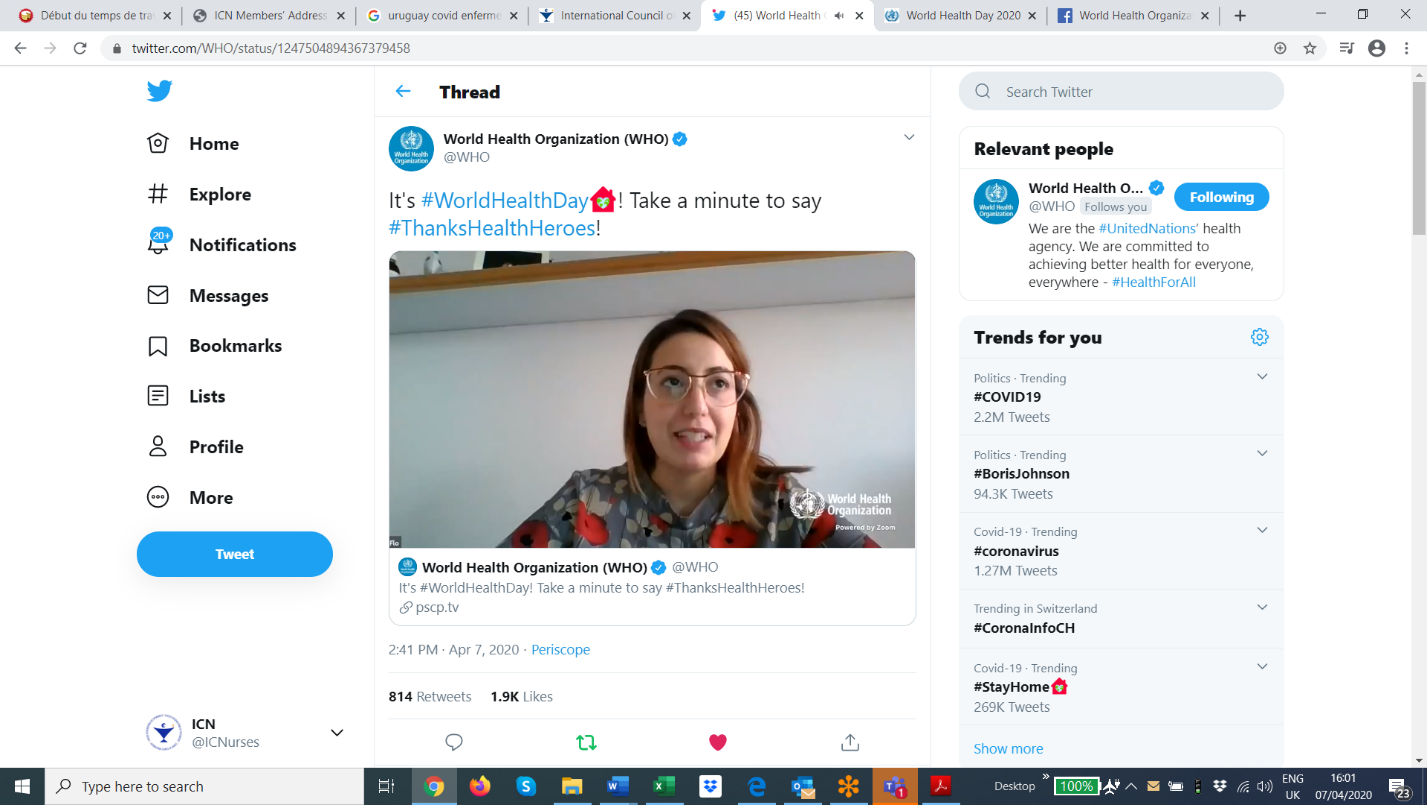 Début du temps de tra
ICN Members' Address
uruguay covid enferme
International Council o
(45) World Health
World Health Day 2020
World Health Organiza
twitter.com/WHO/status/1247504894367379458
Home
Explore
20+
Notifications
Messages
Bookmarks
Lists
Profile
More
Tweet
ICN
@ICNurses
Thread
World Health Organization (WHO)
@WHO
It's #WorldHealthDay! Take a minute to say
#ThanksHealthHeroes!
World Health
Organization
Powered by Zoom
Flo
World Health Organization (WHO) @WHO
It's #WorldHealthDay! Take a minute to say #ThanksHealthHeroes!
pscp.tv
2:41 PM · Apr 7, 2020 · Periscope
814 Retweets 1.9K Likes
Search Twitter
Relevant people
World Health O...
@WHO Follows you
Following
We are the #UnitedNations' health
agency. We are committed to
achieving better health for everyone,
everywhere - #HealthForAll
Trends for you
Politics · Trending
#COVID19
2.2M Tweets
Politics · Trending
#BorisJohnson
94.3K Tweets
Covid-19 · Trending
#coronavirus
1.27M Tweets
Trending in Switzerland
#CoronaInfoCH
Covid-19 · Trending
#StayHome
269K Tweets
Show more
Type here to search
Desktop
100%
ENG
UK
16:01
07/04/2020
23